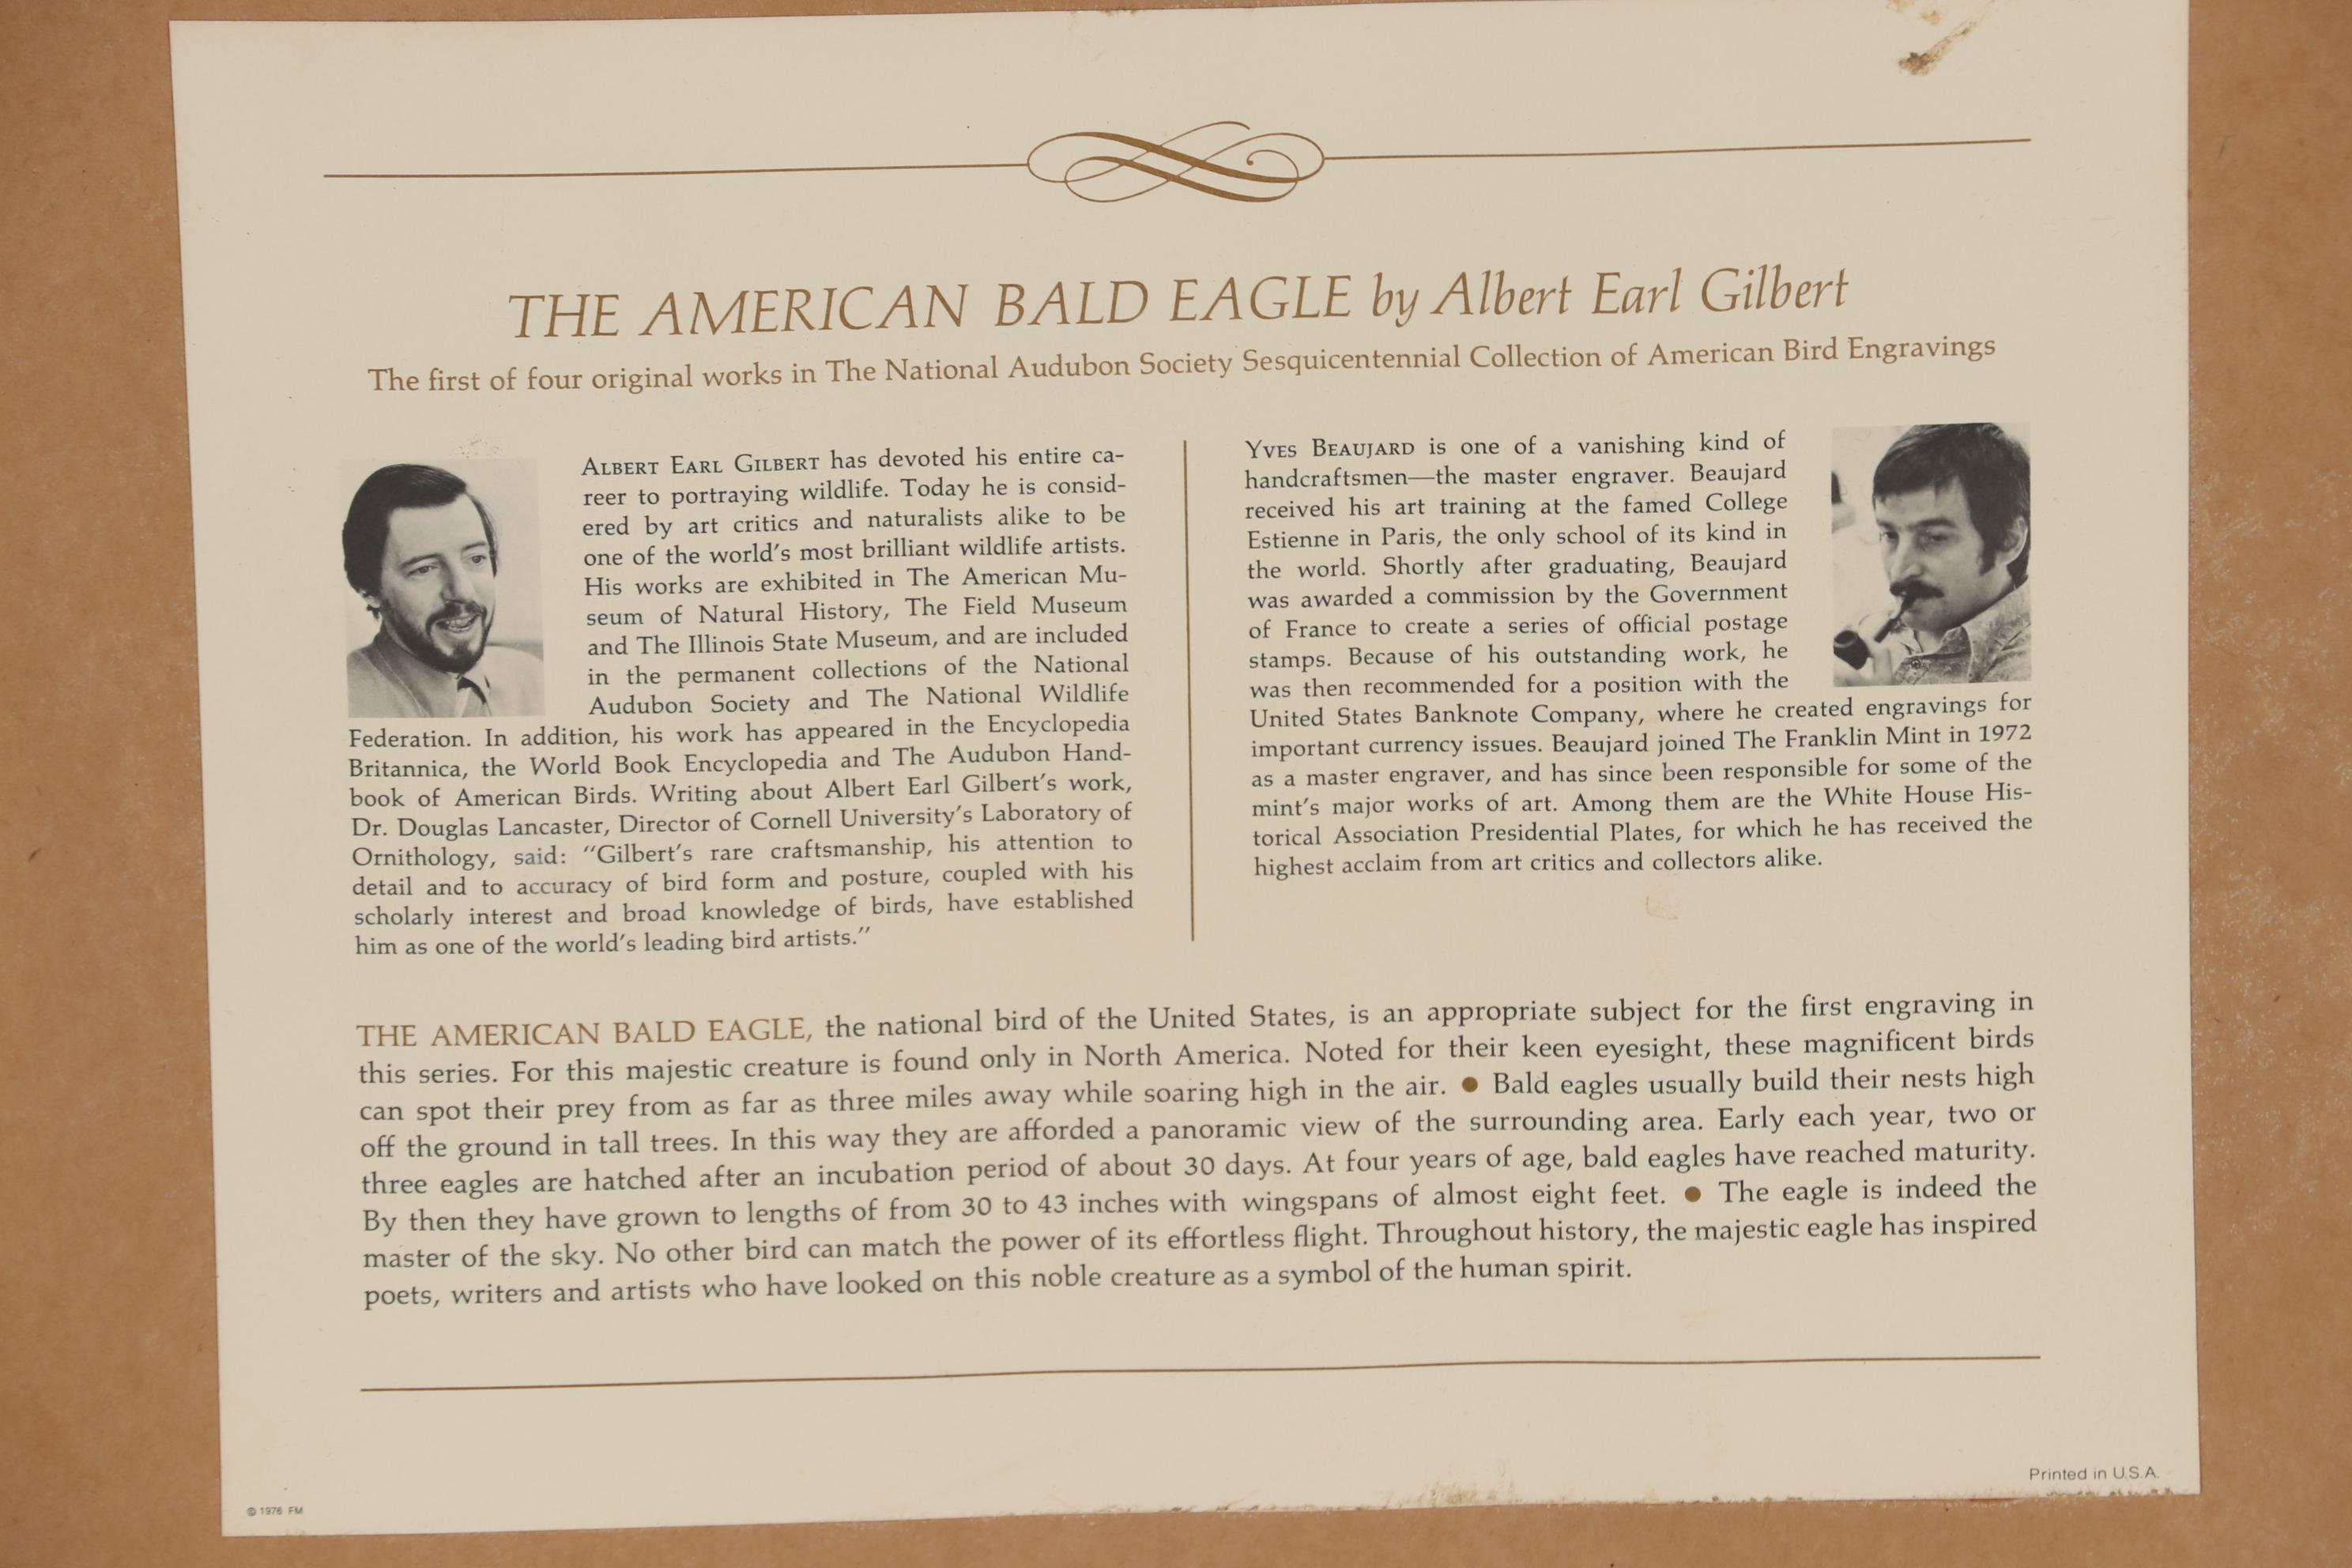 THE AMERICAN BALD EAGLE by Albert Earl Gilbert
The first of four original works in The National Audubon Society Sesquicentennial Collection of American Bird Engravings
ALBERT EARL GILBERT has devoted his entire ca-
reer to portraying wildlife. Today he is consid-
ered by art critics and naturalists alike to be
one of the world's most brilliant wildlife artists.
His works are exhibited in The American Mu-
seum of Natural History, The Field Museum
and The Illinois State Museum, and are included
in the permanent collections of the National
Audubon Society and The National Wildlife
Federation. In addition, his work has appeared in the Encyclopedia
Britannica, the World Book Encyclopedia and The Audubon Hand-
book of American Birds. Writing about Albert Earl Gilbert's work,
Dr. Douglas Lancaster, Director of Cornell University's Laboratory of
Ornithology, said: "Gilbert's rare craftsmanship, his attention to
detail and to accuracy of bird form and posture, coupled with his
scholarly interest and broad knowledge of birds, have established
him as one of the world's leading bird artists."
YVES BEAUJARD is one of a vanishing kind of
handcraftsmen—the master engraver. Beaujard
received his art training at the famed College
Estienne in Paris, the only school of its kind in
the world. Shortly after graduating, Beaujard
was awarded a commission by the Government
of France to create a series of official postage
stamps. Because of his outstanding work, he
was then recommended for a position with the
United States Banknote Company, where he created engravings for
important currency issues. Beaujard joined The Franklin Mint in 1972
as a master engraver, and has since been responsible for some of the
mint's major works of art. Among them are the White House His-
torical Association Presidential Plates, for which he has received the
highest acclaim from art critics and collectors alike.
THE AMERICAN BALD EAGLE, the national bird of the United States, is an appropriate subject for the first engraving in
this series. For this majestic creature is found only in North America. Noted for their keen eyesight, these magnificent birds
can spot their prey from as far as three miles away while soaring high in the air. ● Bald eagles usually build their nests high
off the ground in tall trees. In this way they are afforded a panoramic view of the surrounding area. Early each year, two or
three eagles are hatched after an incubation period of about 30 days. At four years of age, bald eagles have reached maturity.
By then they have grown to lengths of from 30 to 43 inches with wingspans of almost eight feet. ● The eagle is indeed the
master of the sky. No other bird can match the power of its effortless flight. Throughout history, the majestic eagle has inspired
poets, writers and artists who have looked on this noble creature as a symbol of the human spirit.
© 1976 FM
Printed in U.S.A.